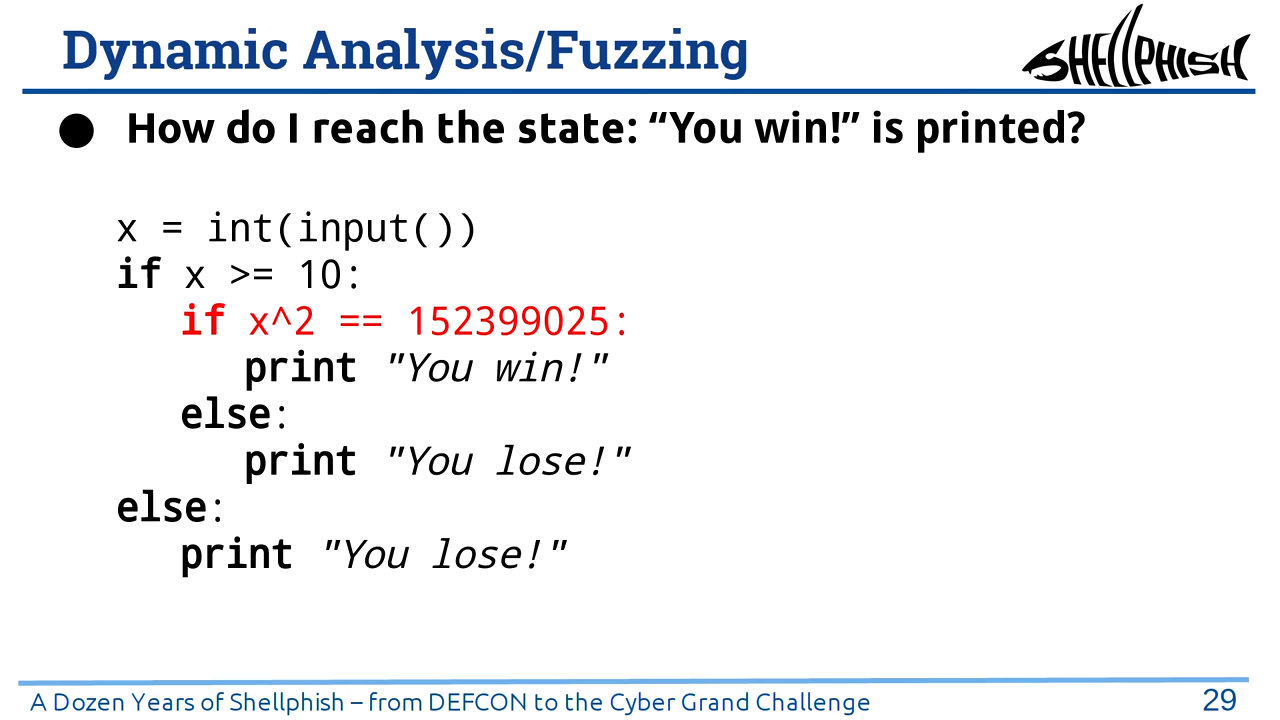 Dynamic Analysis/Fuzzing
SHELLPHISH
● How do I reach the state: “You win!” is printed?
x = int(input())
if x >= 10:
if x^2 == 152399025:
print "You win!"
else:
print "You lose!"
else:
print "You lose!"
A Dozen Years of Shellphish – from DEFCON to the Cyber Grand Challenge
29